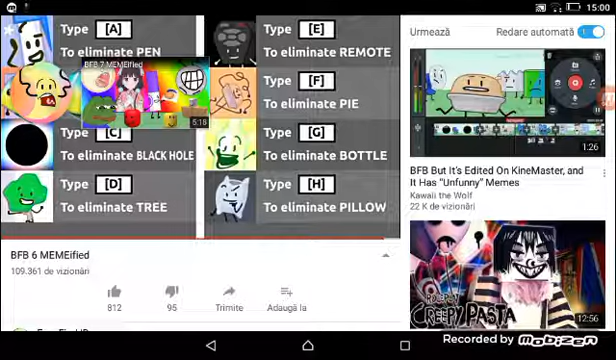 15:00
Type [A]
To eliminate PEN
Type [E]
To eliminate REMOTE
BFB 7 MEMEified
5:18
Type [F]
To eliminate PIE
[C]
To eliminate BLACK HOLE
Type [G]
To eliminate BOTTLE
Type [D]
To eliminate TREE
Type [H]
To eliminate PILLOW
BFB 6 MEMEified
109.361 de vizionări
812
95
Trimite
Adaugă la
Urmează
Redare automată
1:26
BFB But It's Edited On KineMaster, and
It Has "Unfunny" Memes
Kawaii the Wolf
22 K de vizionări
ROLEPLAY
CREEPYPASTA
12:56
Recorded by MOBIZEN